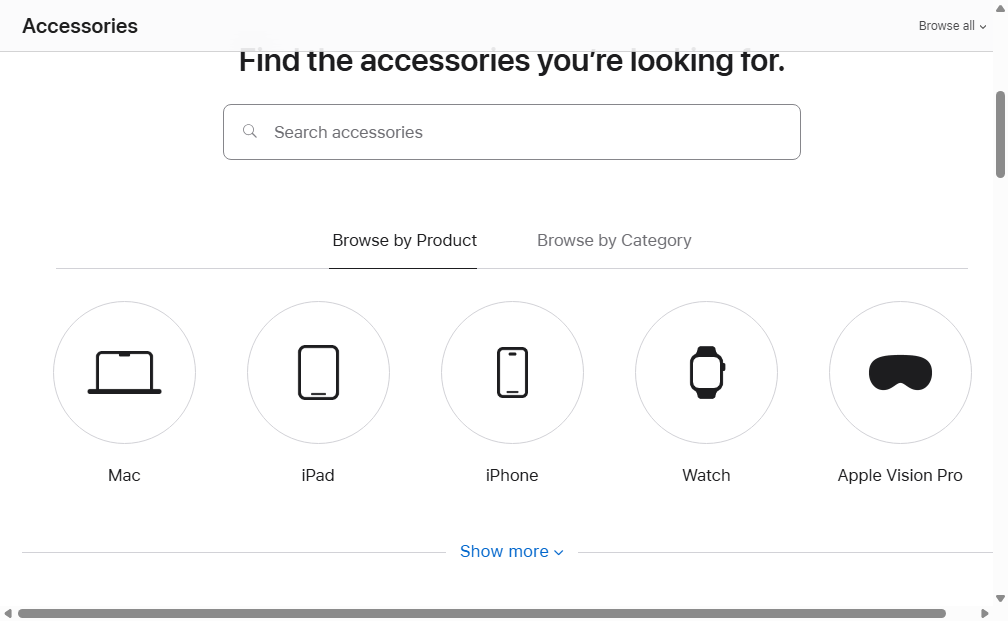 Accessories
Browse all
Find the accessories you’re looking for.
Search accessories
Browse by Product
Browse by Category
Mac
iPad
iPhone
Watch
Apple Vision Pro
Show more